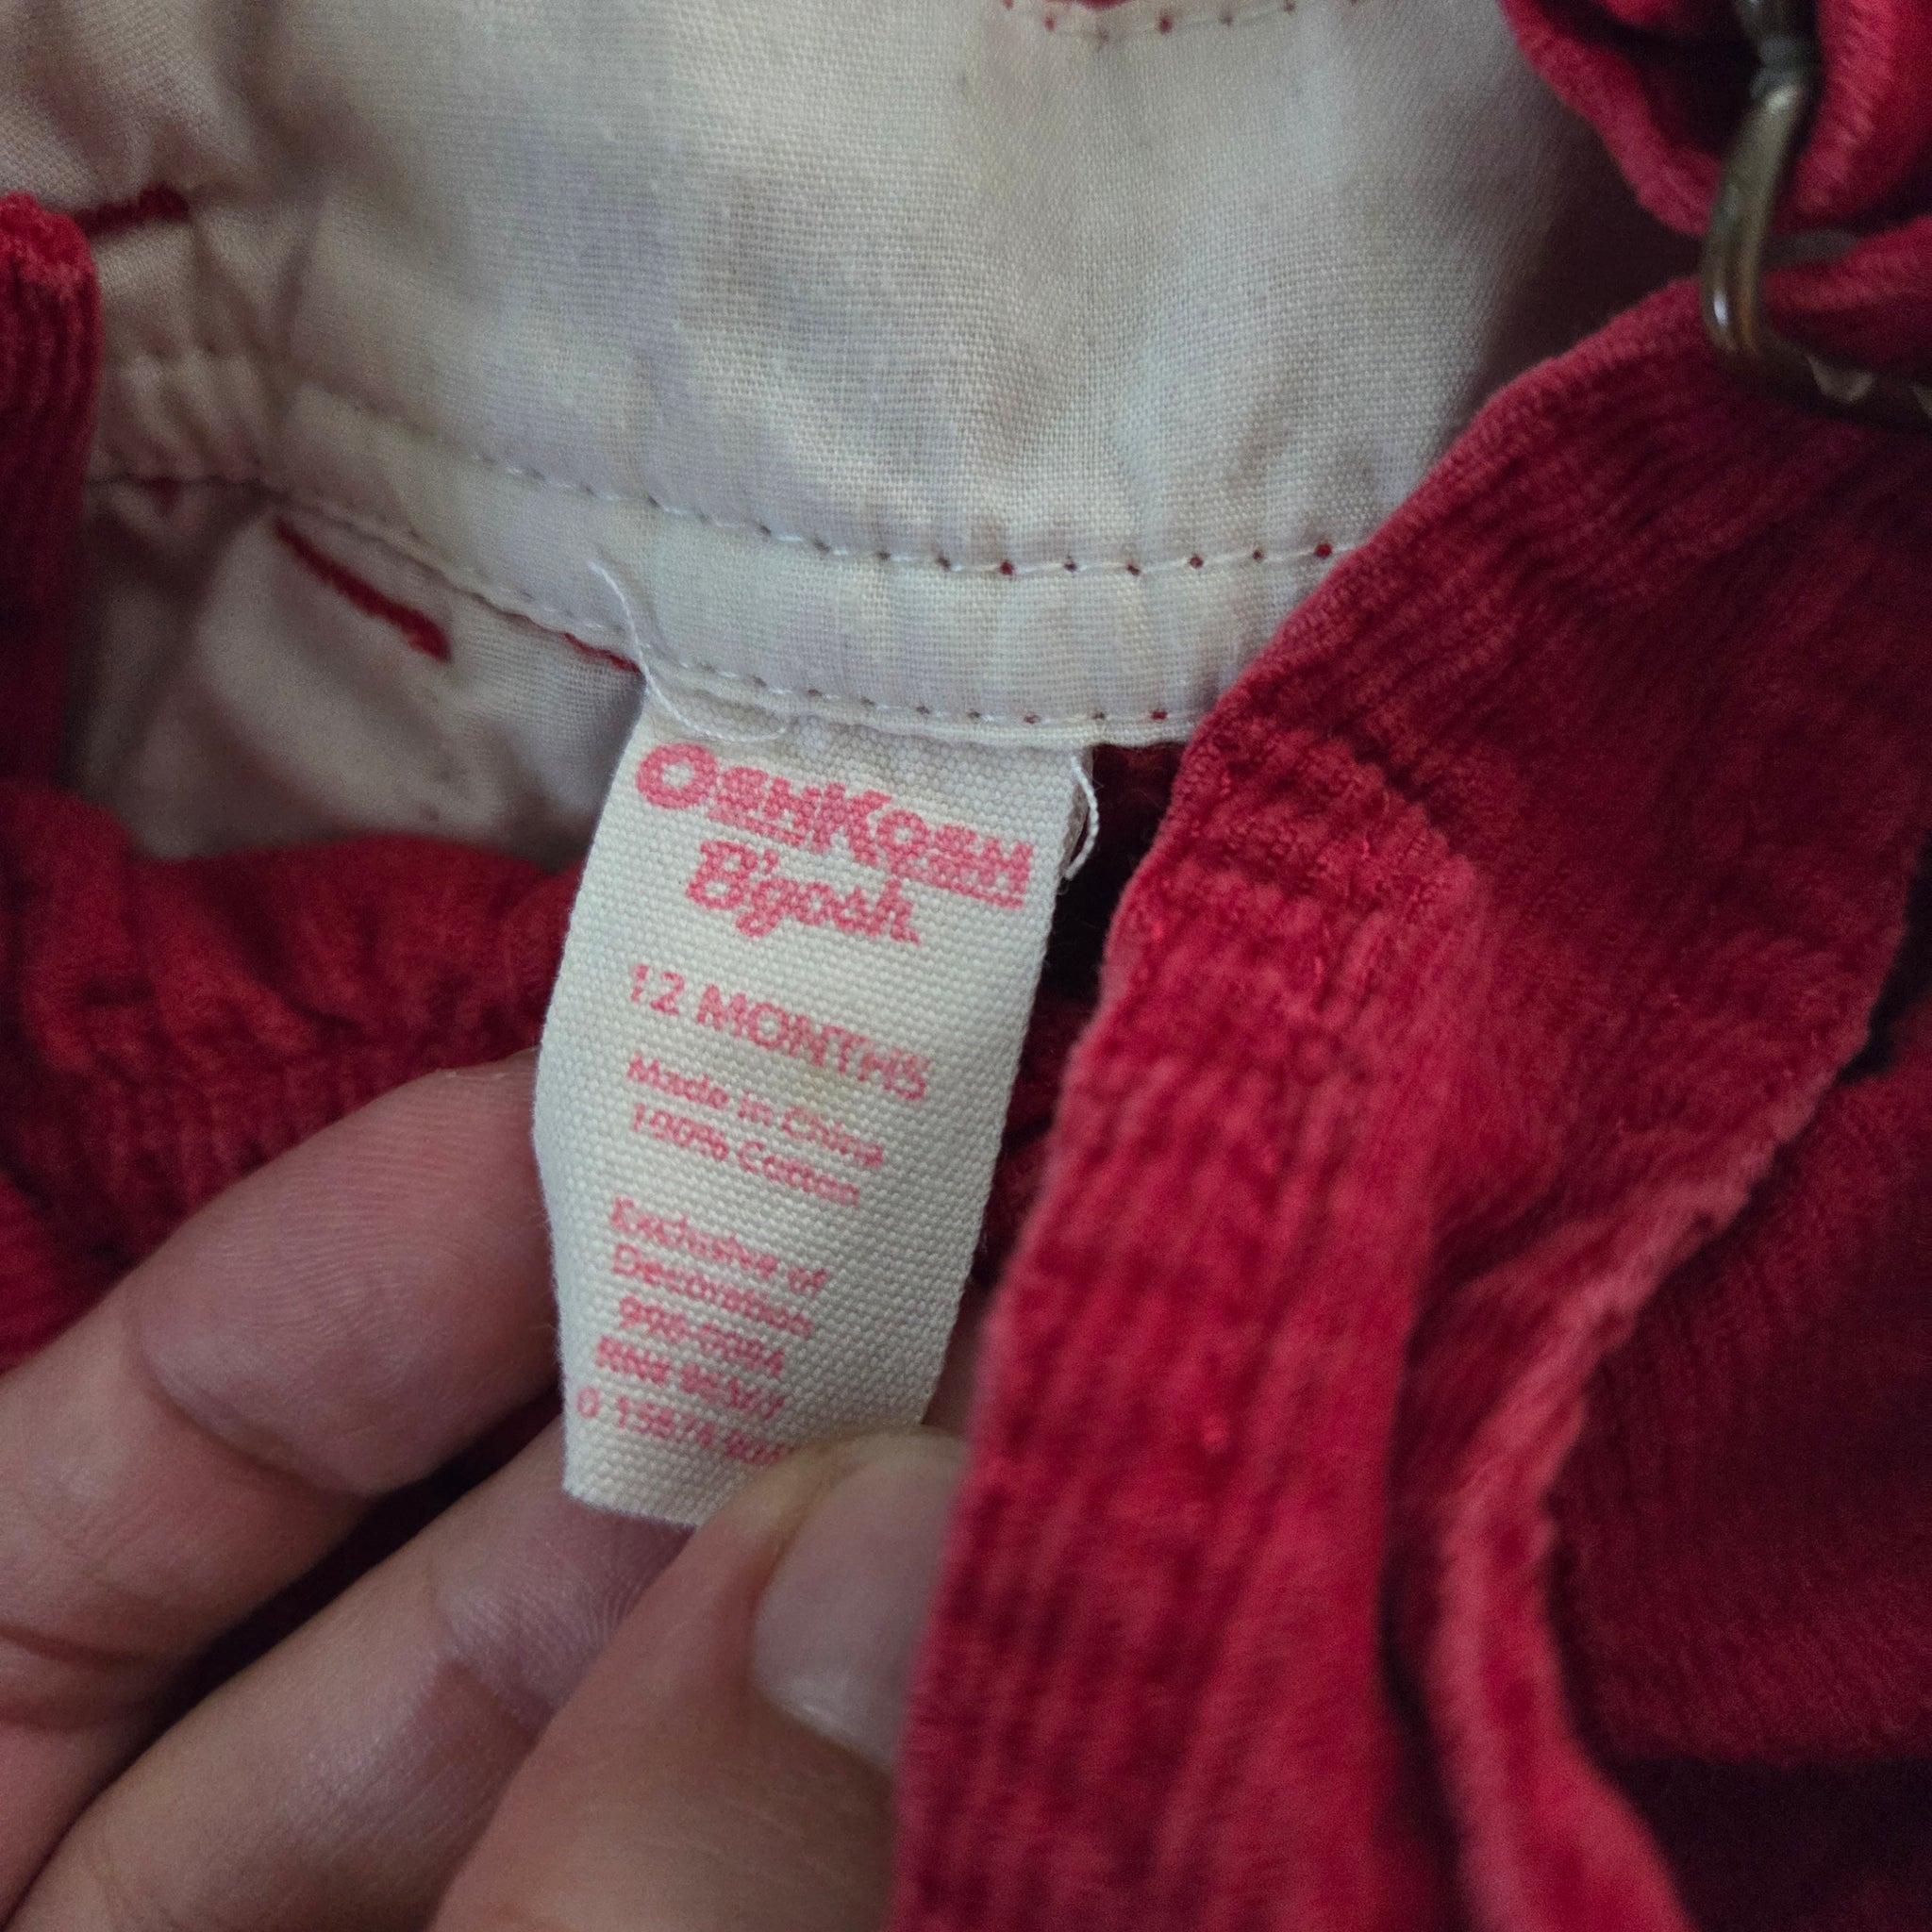 OSHKOSH
B'gosh.
12 MONTHS
Made in China
100% Cotton
Exclusive of
Decoration